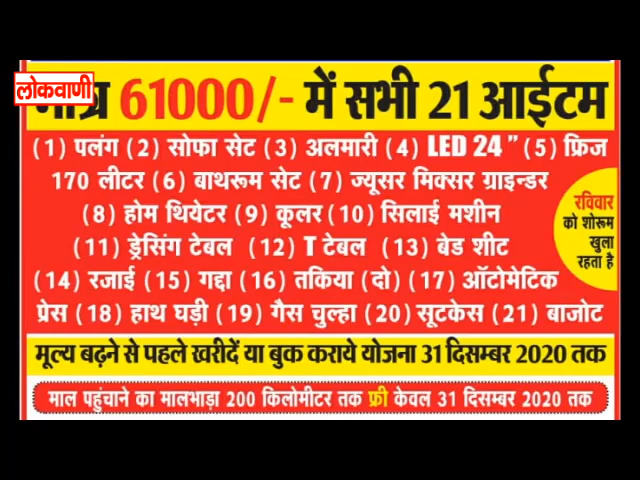 लोकवाणी
मात्र 61000/- में सभी 21 आईटम
(1) पलंग (2) सोफा सेट (3) अलमारी (4) LED 24 ” (5) फ्रिज
170 लीटर (6) बाथरूम सेट (7) ज्यूसर मिक्सर ग्राइन्डर
(8) होम थियेटर (9) कूलर (10) सिलाई मशीन
(11) ड्रेसिंग टेबल (12) T टेबल (13) बेड शीट
(14) रजाई (15) गद्दा (16) तकिया (दो) (17) ऑटोमेटिक
प्रेस (18) हाथ घड़ी (19) गैस चुल्हा (20) सूटकेस (21) बाजोट
रविवार
को शोरूम
खुला
रहता है
मूल्य बढ़ने से पहले खरीदें या बुक कराये योजना 31 दिसम्बर 2020 तक
माल पहुंचाने का मालभाड़ा 200 किलोमीटर तक फ्री केवल 31 दिसम्बर 2020 तक